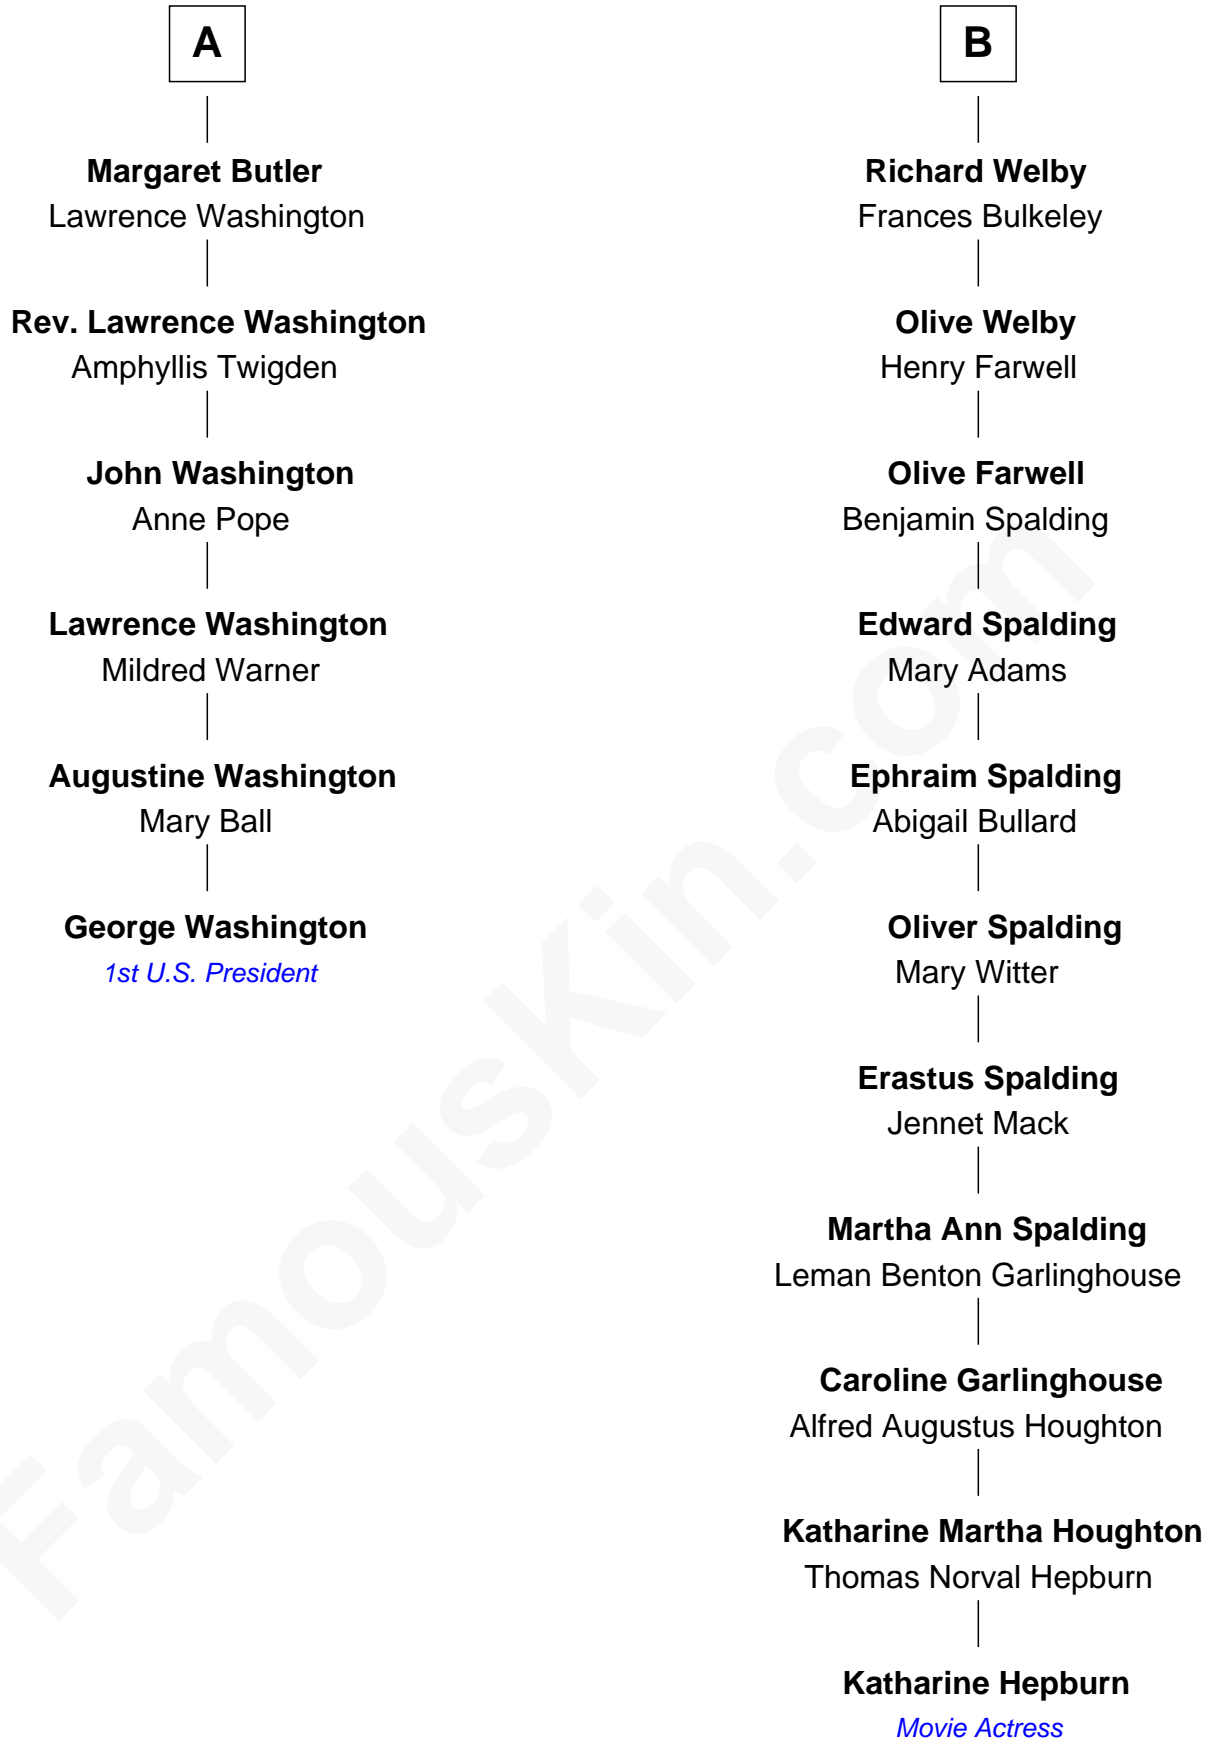 A
Margaret Butler
Lawrence Washington
Rev. Lawrence Washington
Amphyllis Twigden
John Washington
Anne Pope
Lawrence Washington
Mildred Warner
Augustine Washington
Mary Ball
George Washington
1st U.S. President
B
Richard Welby
Frances Bulkeley
Olive Welby
Henry Farwell
Olive Farwell
Benjamin Spalding
Edward Spalding
Mary Adams
Ephraim Spalding
Abigail Bullard
Oliver Spalding
Mary Witter
Erastus Spalding
Jennet Mack
Martha Ann Spalding
Leman Benton Garlinghouse
Caroline Garlinghouse
Alfred Augustus Houghton
Katharine Martha Houghton
Thomas Norval Hepburn
Katharine Hepburn
Movie Actress
FamousKin.com